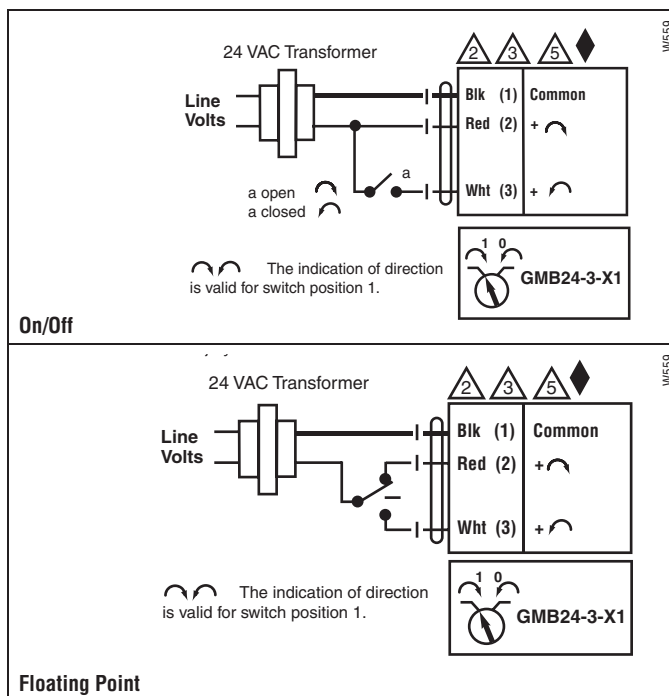 W559
24 VAC Transformer
2 3 5
Line
Volts
Blk (1) Common
Red (2) +
a
a open
a closed
Wht (3) +
1 0
GMB24-3-X1
The indication of direction
is valid for switch position 1.
On/Off
W559
24 VAC Transformer
2 3 5
Line
Volts
Blk (1) Common
Red (2) +
Wht (3) +
1 0
GMB24-3-X1
The indication of direction
is valid for switch position 1.
Floating Point